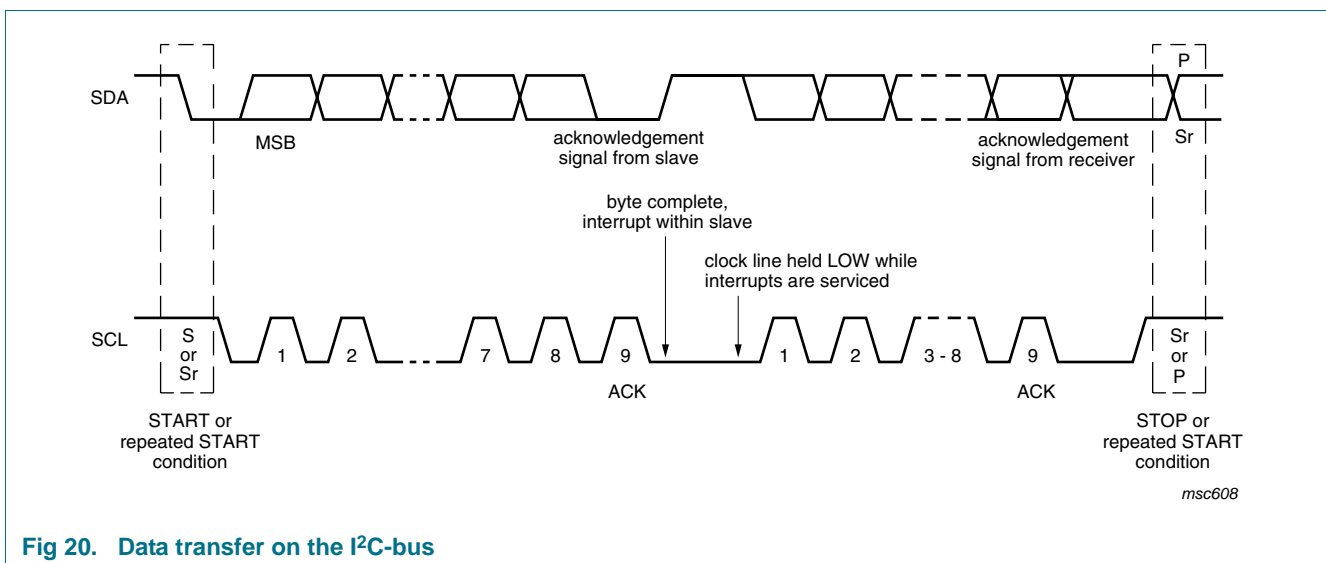 P
SDA
MSB
acknowledgement
signal from slave
acknowledgement
signal from receiver
Sr
byte complete,
interrupt within slave
clock line held LOW while
interrupts are serviced
SCL
S
or
Sr
1
2
7
8
9
1
2
3 - 8
9
Sr
or
P
ACK
ACK
START or
repeated START
condition
STOP or
repeated START
condition
msc608
Fig 20. Data transfer on the I²C-bus